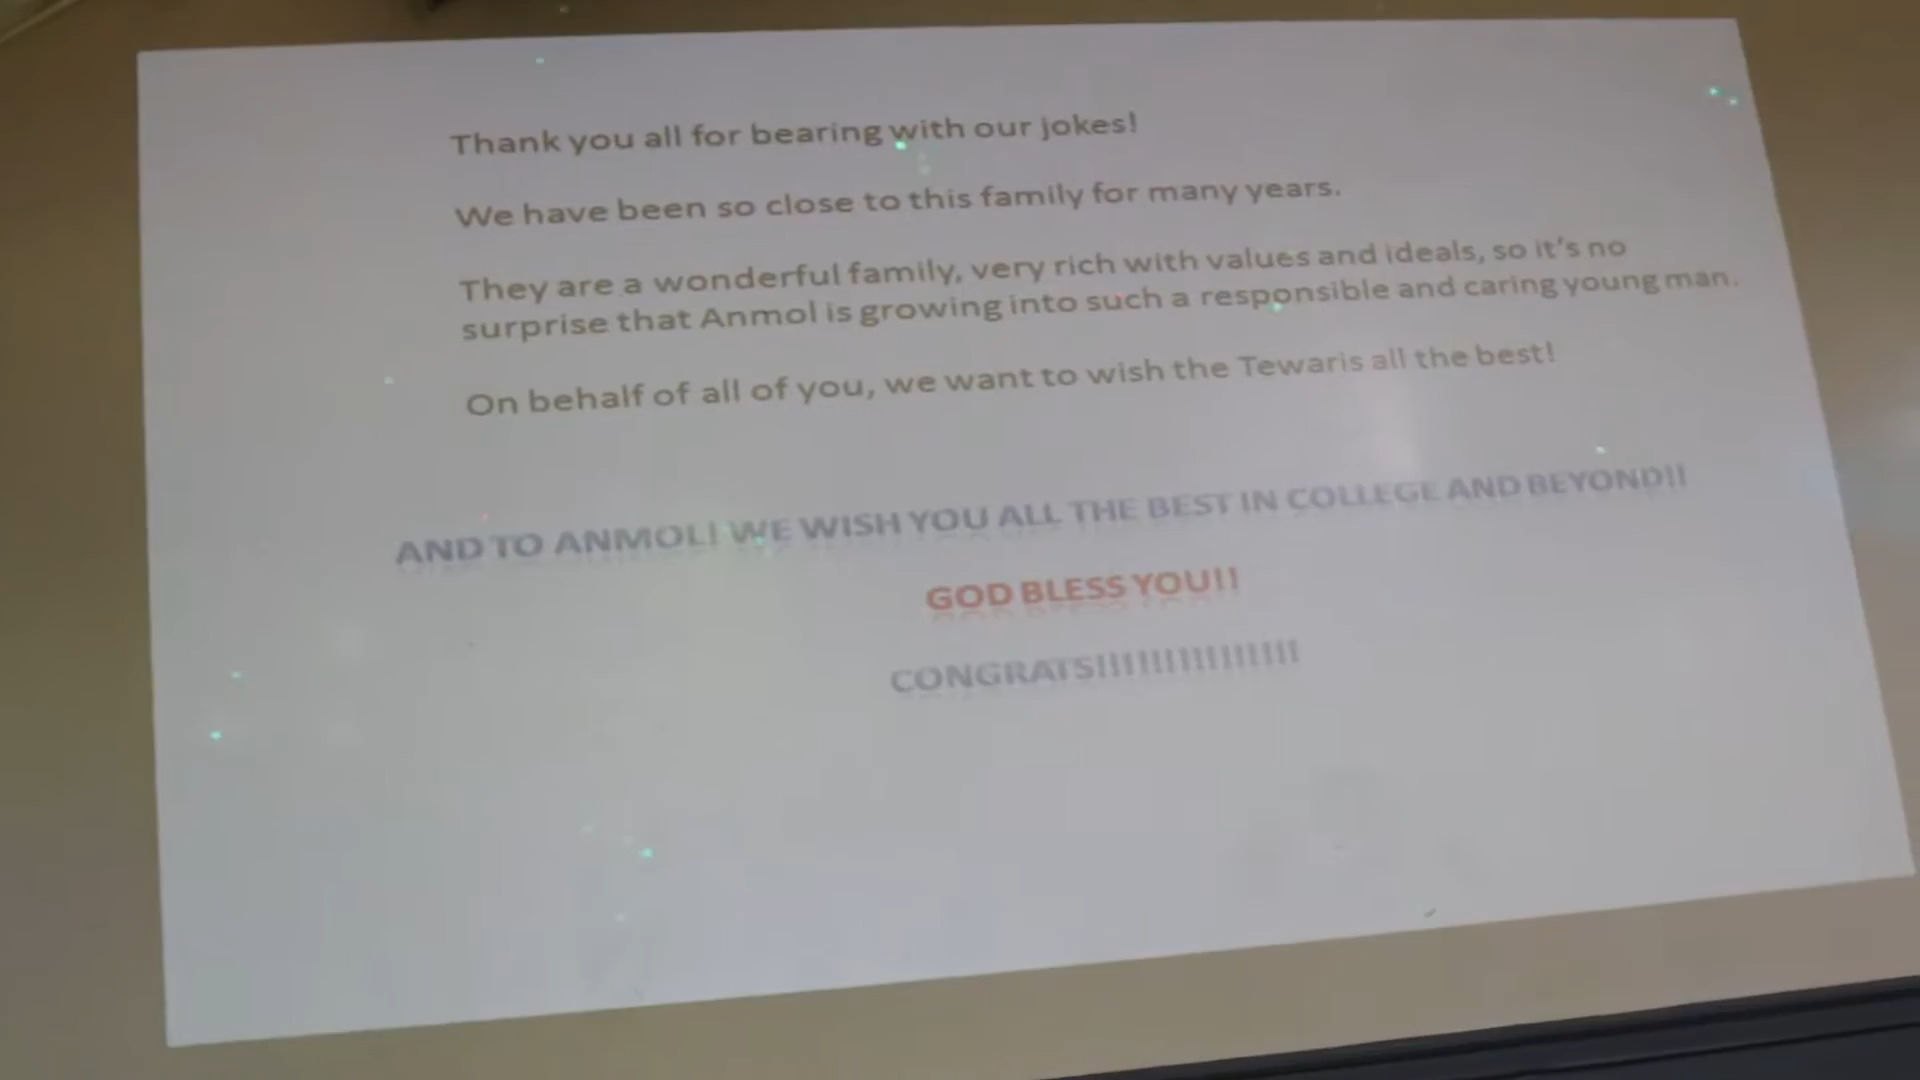 Thank you all for bearing with our jokes!
We have been so close to this family for many years.
They are a wonderful family, very rich with values and ideals, so it's no
surprise that Anmol is growing into such a responsible and caring young man.
On behalf of all of you, we want to wish the Tewaris all the best!
AND TO ANMOL! WE WISH YOU ALL THE BEST IN COLLEGE AND BEYOND!!
GOD BLESS YOU!!
CONGRATS!!!!!!!!!!!!!!!!